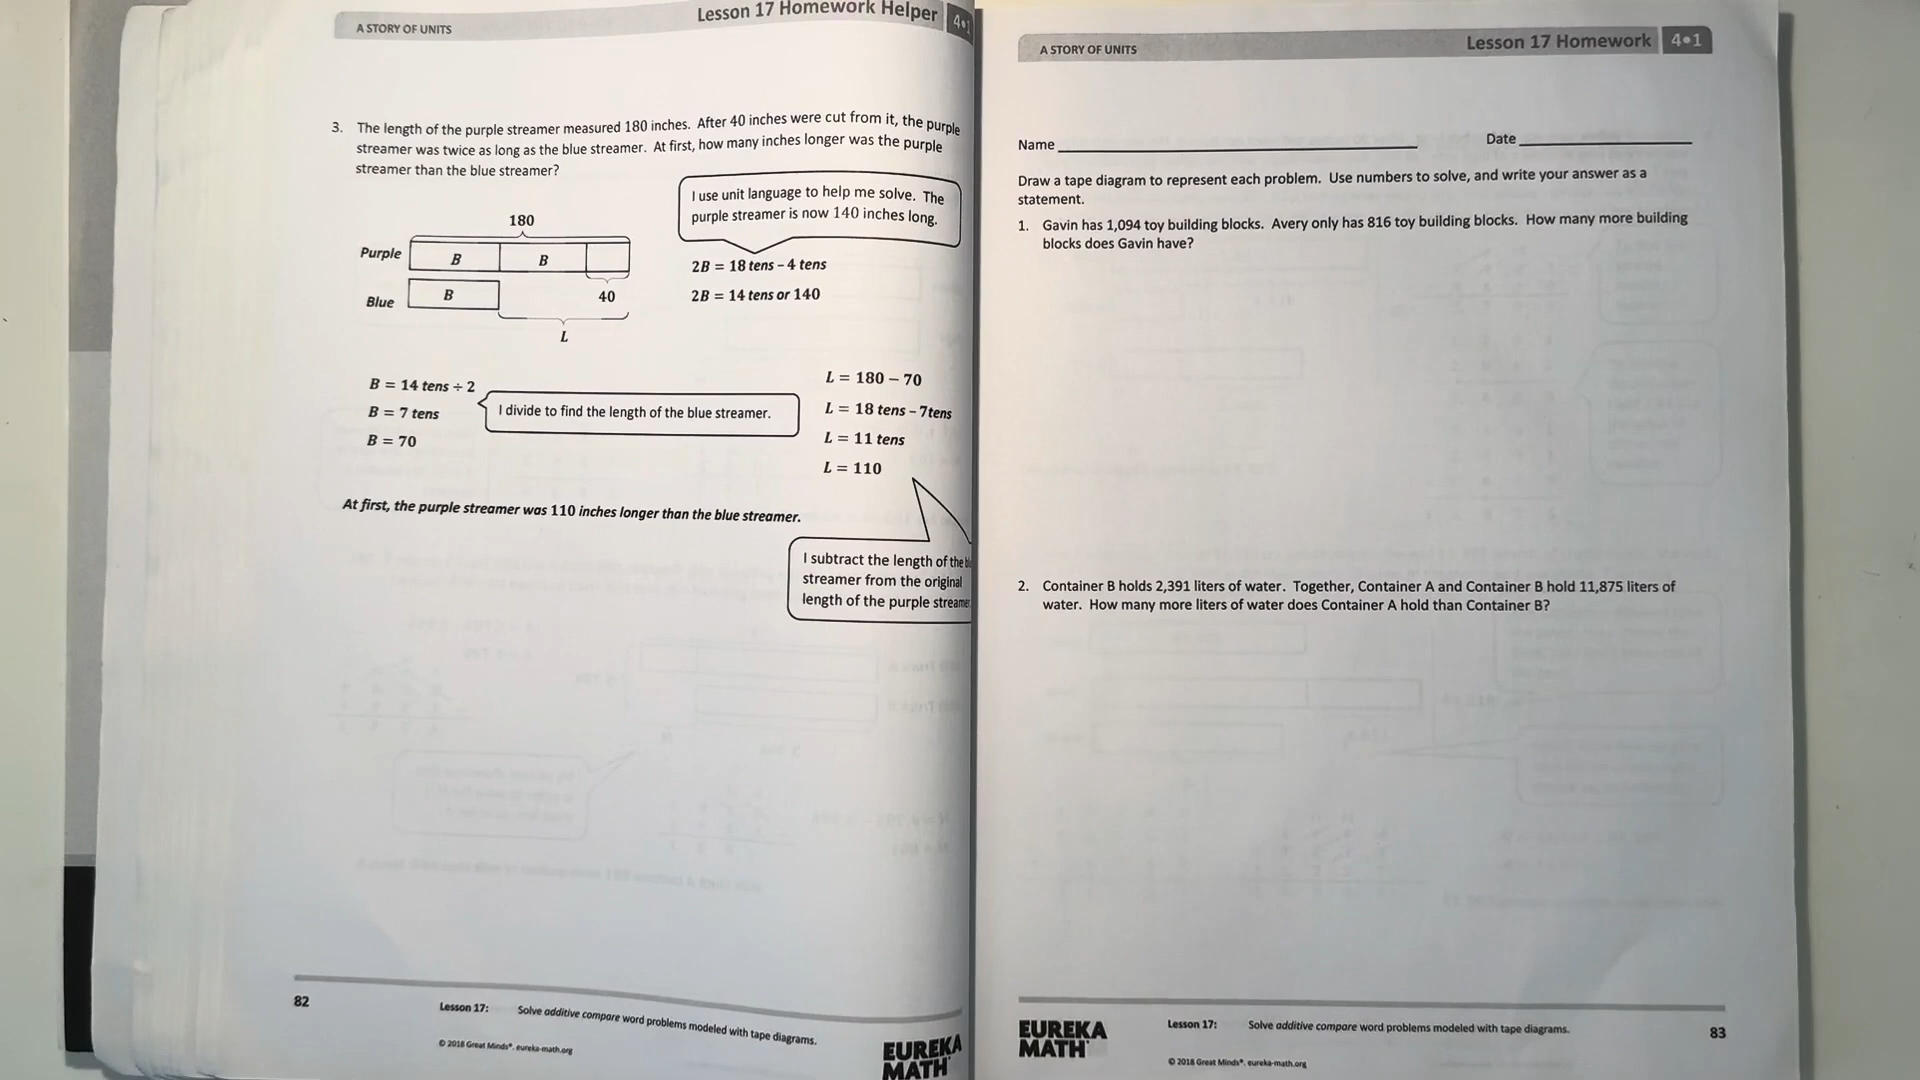 A STORY OF UNITS
Lesson 17 Homework Helper
4•1
3. The length of the purple streamer measured 180 inches. After 40 inches were cut from it, the purple
streamer was twice as long as the blue streamer. At first, how many inches longer was the purple
streamer than the blue streamer?
I use unit language to help me solve. The
purple streamer is now 140 inches long.
180
Purple
B
B
Blue
B
40
L
2B = 18 tens – 4 tens
2B = 14 tens or 140
B = 14 tens ÷ 2
B = 7 tens
B = 70
I divide to find the length of the blue streamer.
L = 180 – 70
L = 18 tens – 7tens
L = 11 tens
L = 110
At first, the purple streamer was 110 inches longer than the blue streamer.
I subtract the length of the
streamer from the original
length of the purple
82
Lesson 17: Solve additive compare word problems modeled with tape diagrams.
© 2018 Great Minds®. eureka-math.org
EUREKA
MATH
A STORY OF UNITS
Lesson 17 Homework
4•1
Name
Date
Draw a tape diagram to represent each problem. Use numbers to solve, and write your answer as a
statement.
1. Gavin has 1,094 toy building blocks. Avery only has 816 toy building blocks. How many more building
blocks does Gavin have?
2. Container B holds 2,391 liters of water. Together, Container A and Container B hold 11,875 liters of
water. How many more liters of water does Container A hold than Container B?
EUREKA
MATH
Lesson 17: Solve additive compare word problems modeled with tape diagrams.
© 2018 Great Minds®. eureka-math.org
83